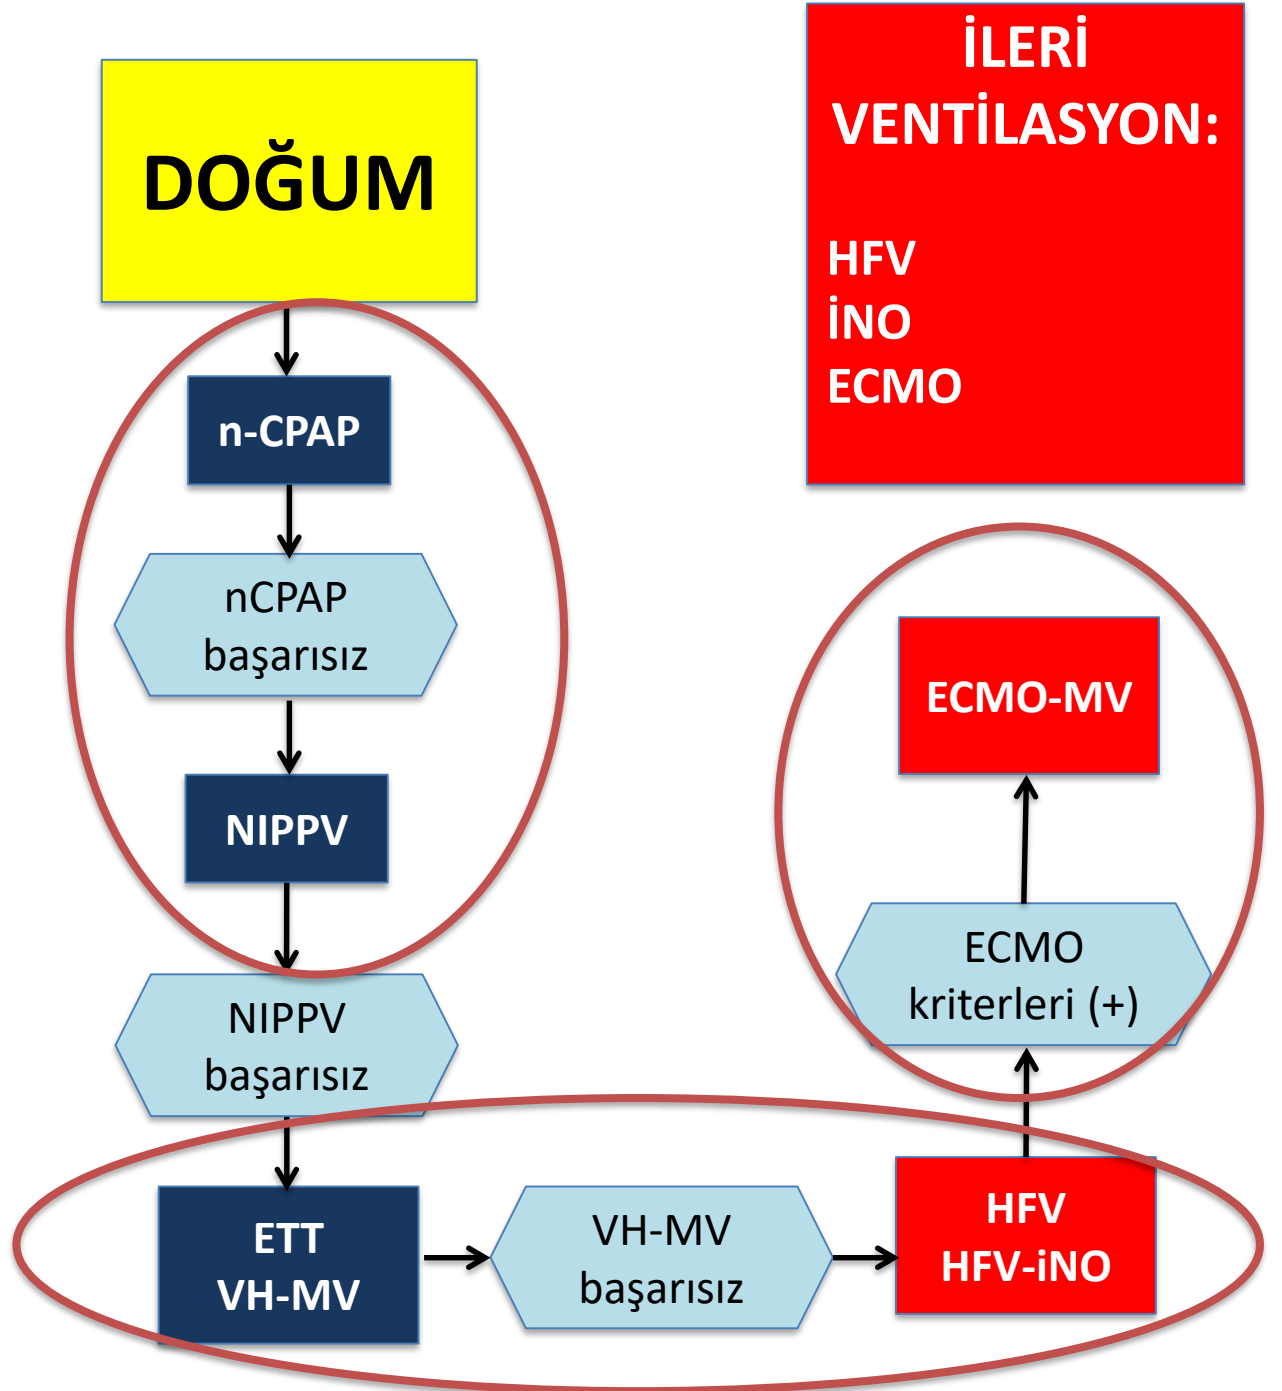 DOĞUM
n-CPAP
nCPAP
başarısız
NIPPV
NIPPV
başarısız
ETT
VH-MV
VH-MV
başarısız
HFV
HFV-iNO
ECMO
kriterleri (+)
ECMO-MV
İLERİ
VENTİLASYON:
HFV
İNO
ECMO